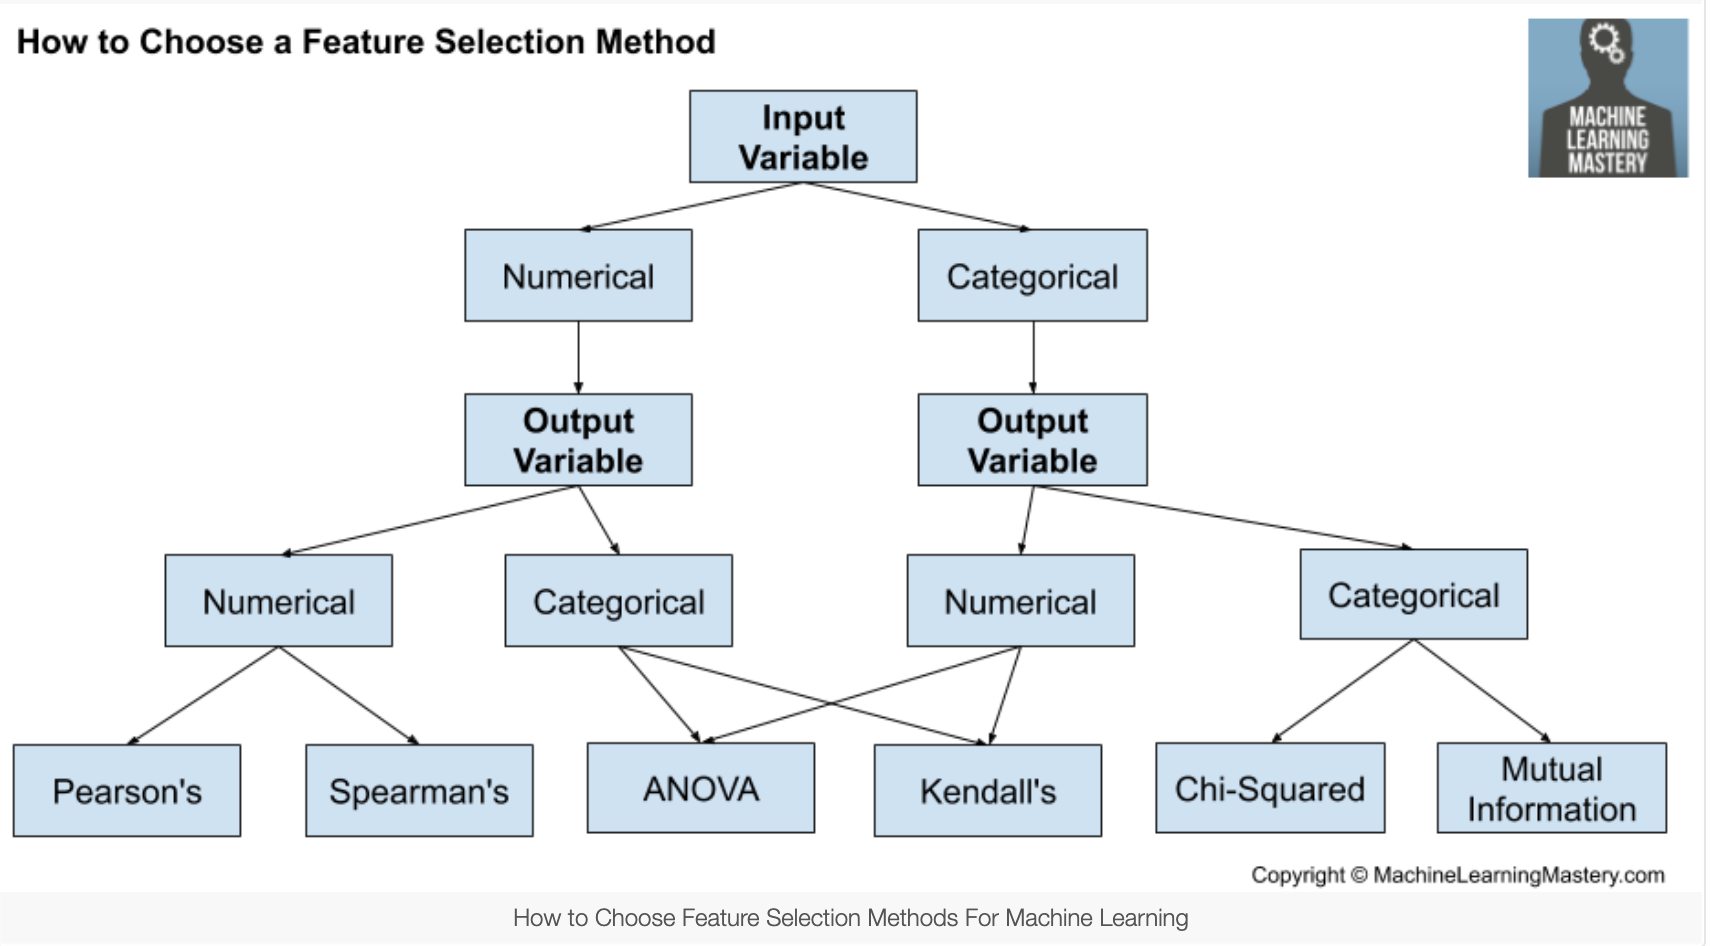 How to Choose a Feature Selection Method
MACHINE
LEARNING
MASTERY
Input
Variable
Numerical
Categorical
Output
Variable
Output
Variable
Numerical
Categorical
Numerical
Categorical
Pearson's
Spearman's
ANOVA
Kendall's
Chi-Squared
Mutual
Information
Copyright © MachineLearningMastery.com
How to Choose Feature Selection Methods For Machine Learning